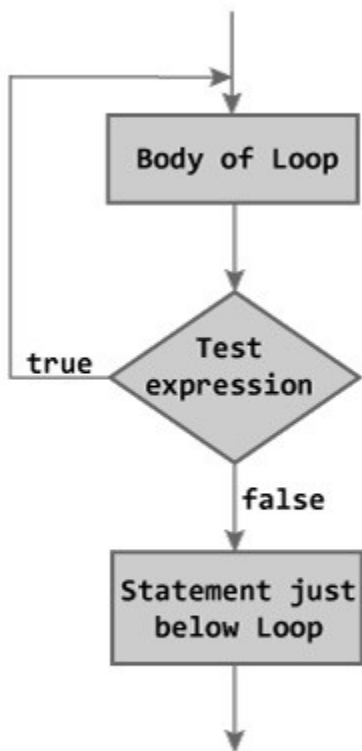 Body of Loop
Test
expression
true
false
Statement just
below Loop